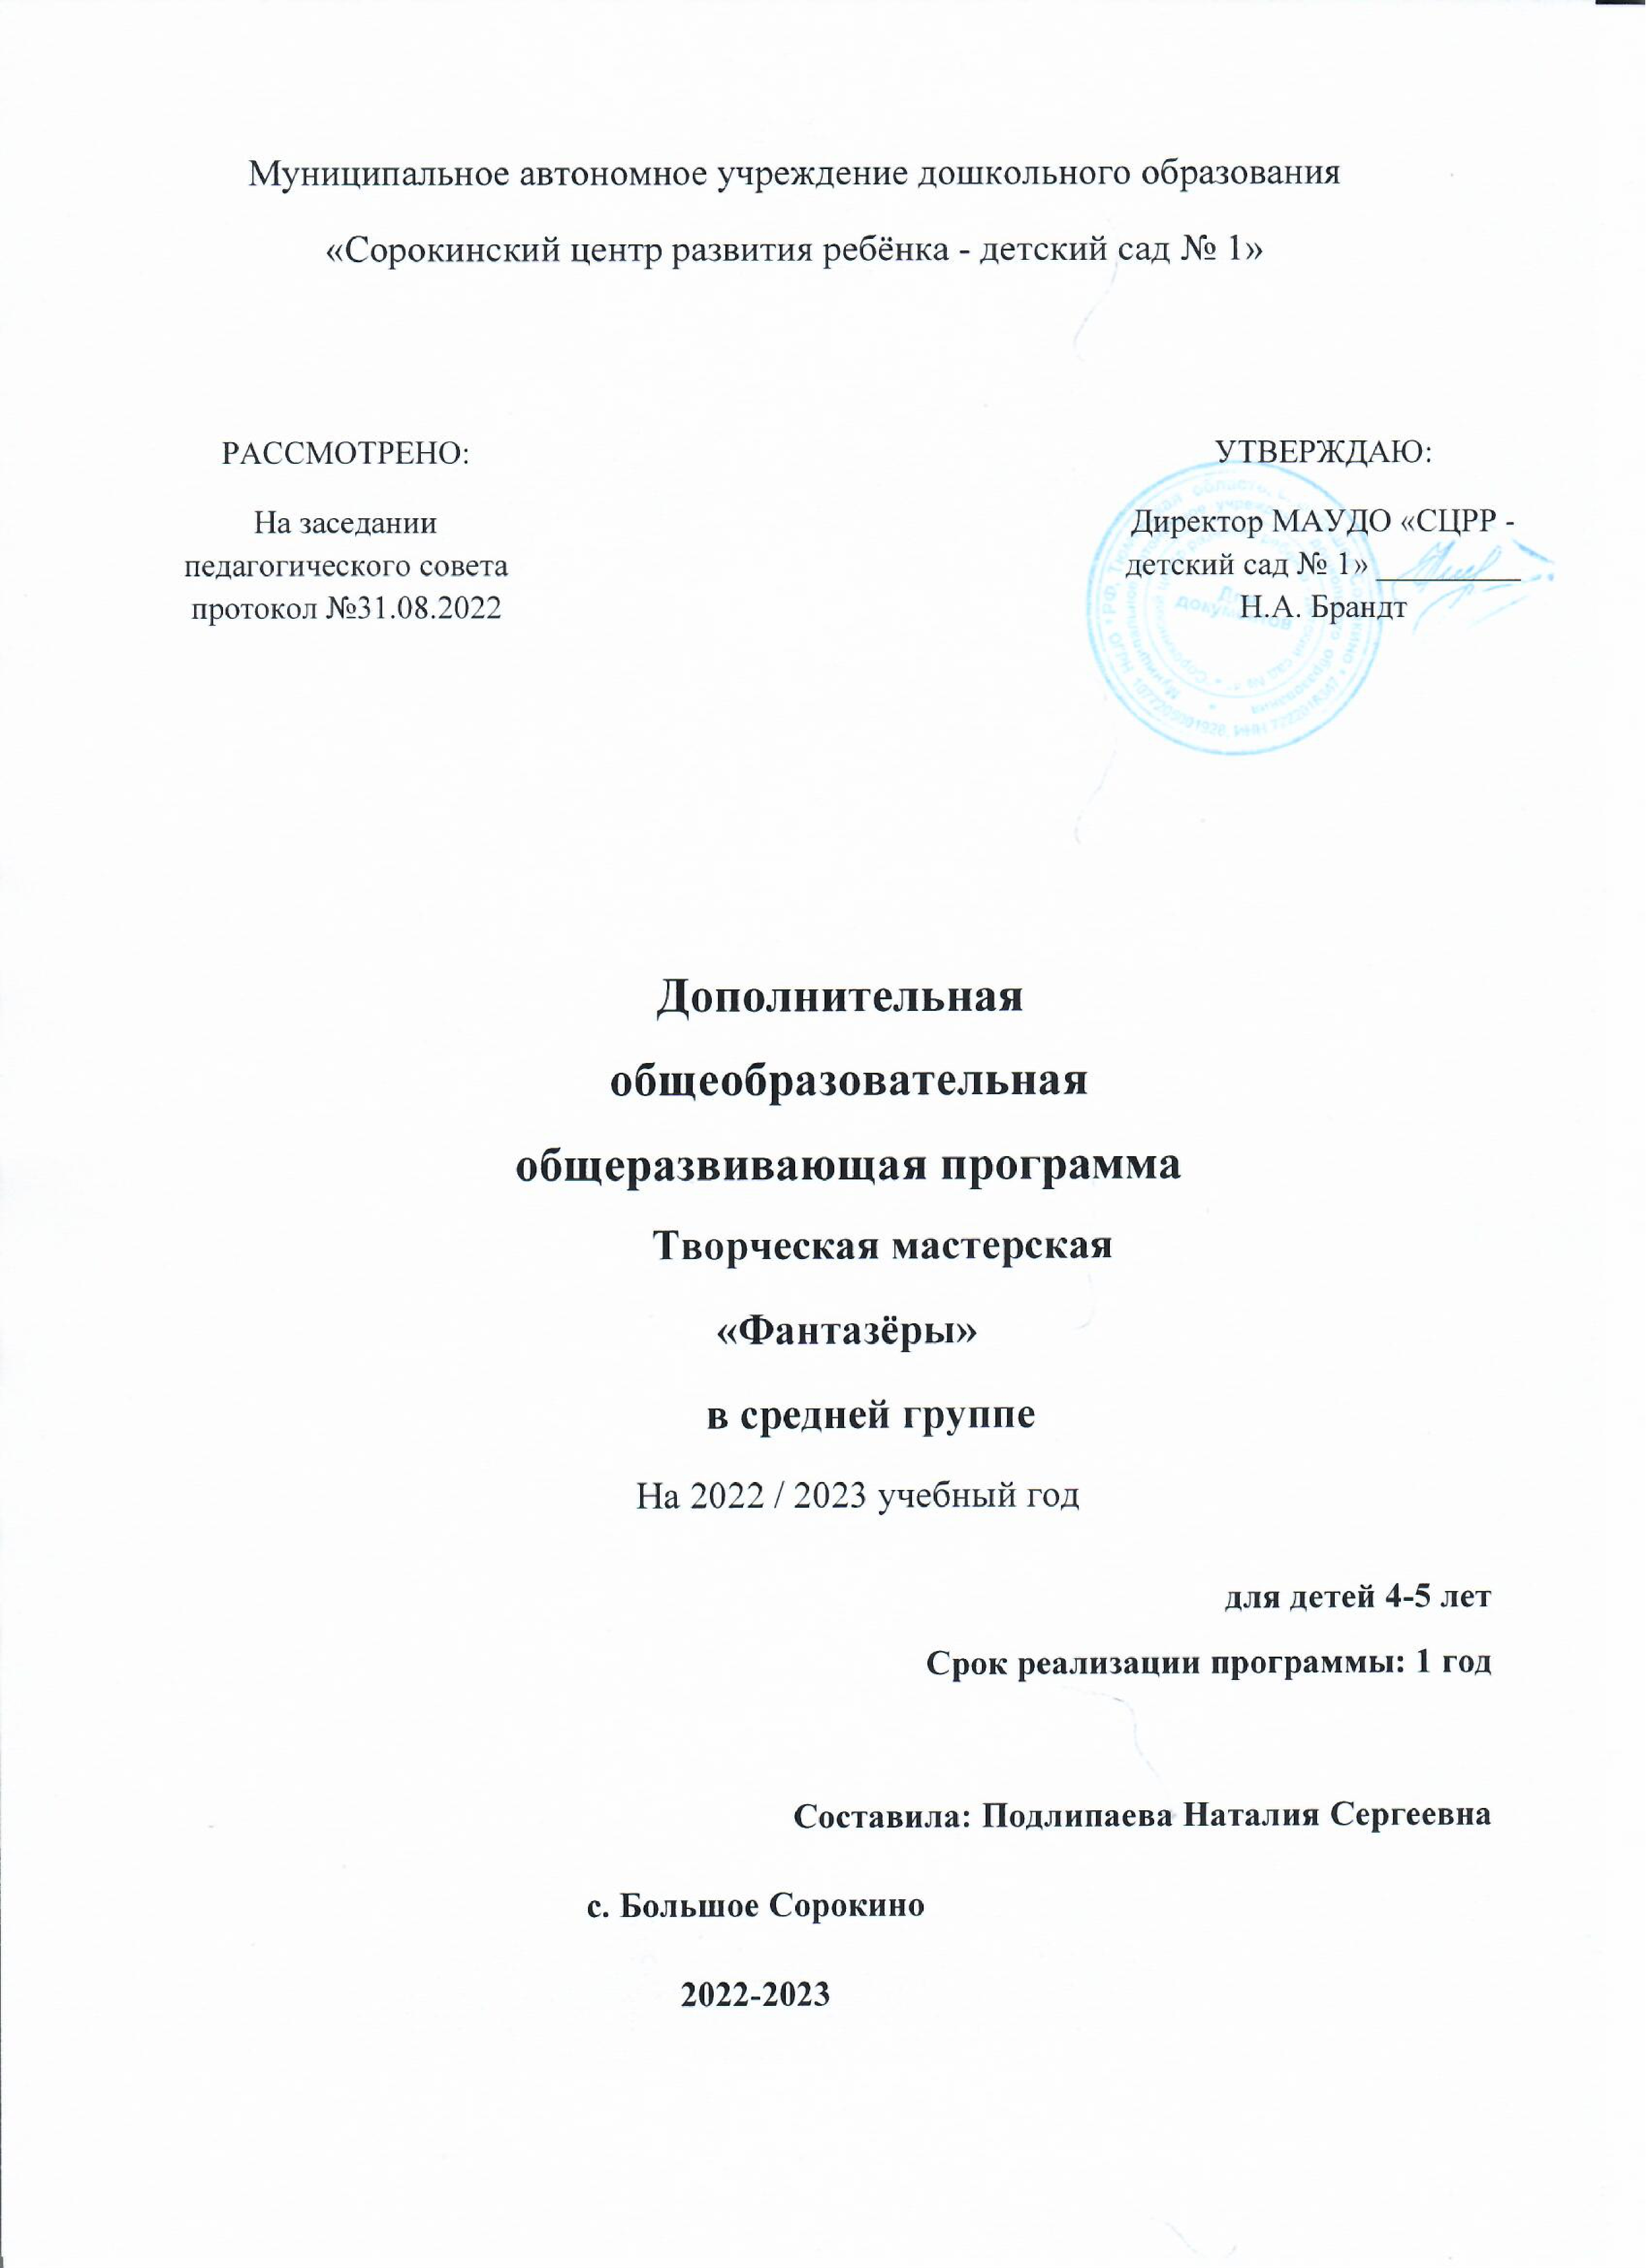 Муниципальное автономное учреждение дошкольного образования
«Сорокинский центр развития ребёнка - детский сад № 1»
РАССМОТРЕНО:
На заседании
педагогического совета
протокол №31.08.2022
УТВЕРЖДАЮ:
Директор МАУДО «СЦРР -
детский сад № 1» _________
Н.А. Брандт
Для
документов
Дополнительная
общеобразовательная
общеразвивающая программа
Творческая мастерская
«Фантазёры»
в средней группе
На 2022 / 2023 учебный год
для детей 4-5 лет
Срок реализации программы: 1 год
Составила: Подлипаева Наталия Сергеевна
с. Большое Сорокино
2022-2023